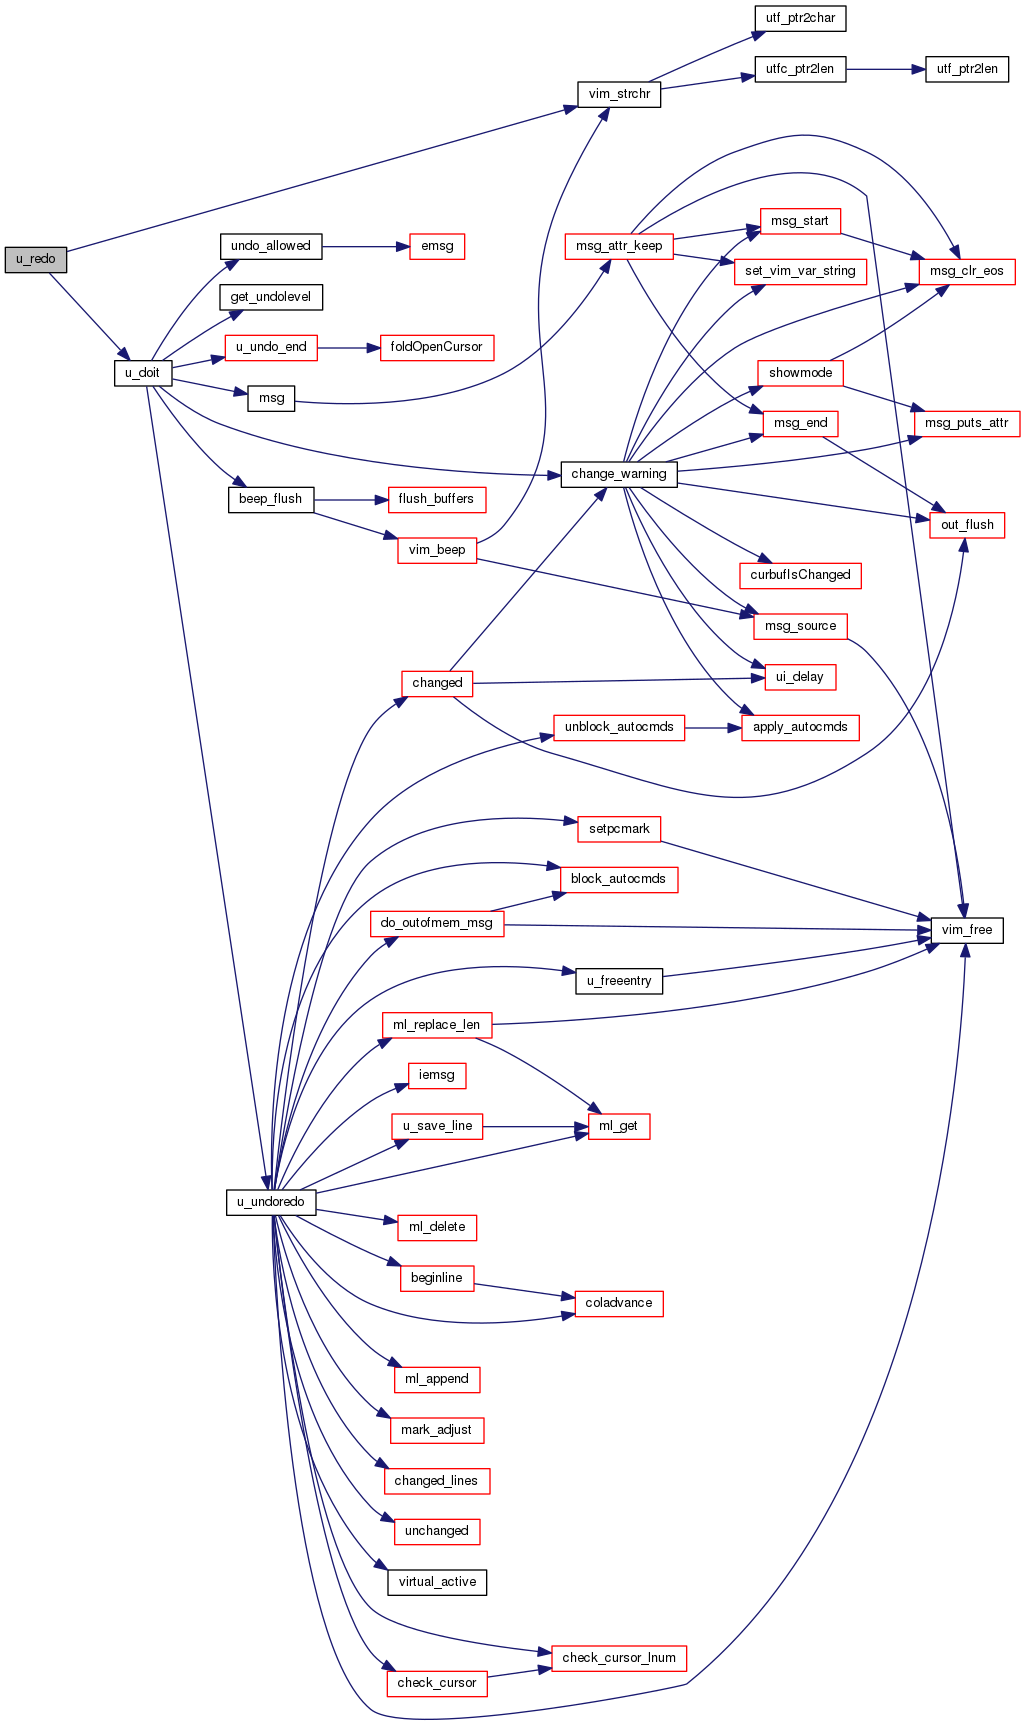 utf_ptr2char
utfc_ptr2len
utf_ptr2len
vim_strchr
msg_start
undo_allowed
emsg
msg_attr_keep
u_redo
set_vim_var_string
msg_clr_eos
get_undolevel
u_undo_end
foldOpenCursor
u_doit
showmode
msg
msg_end
msg_puts_attr
change_warning
beep_flush
flush_buffers
out_flush
vim_beep
curbufIsChanged
msg_source
changed
ui_delay
unblock_autocmds
apply_autocmds
setpcmark
block_autocmds
do_outofmem_msg
vim_free
u_freeentry
ml_replace_len
iemsg
u_save_line
ml_get
u_undoredo
ml_delete
beginline
coladvance
ml_append
mark_adjust
changed_lines
unchanged
virtual_active
check_cursor_lnum
check_cursor